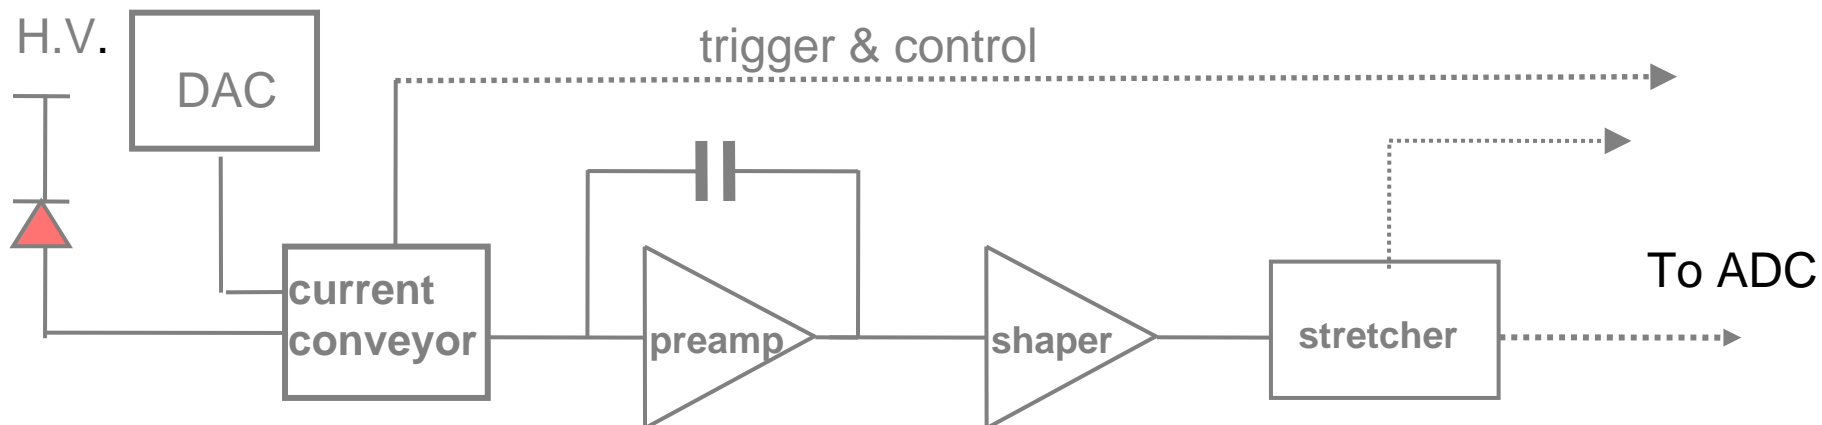 H.V.
trigger & control
DAC
To ADC
current
conveyor
preamp
shaper
stretcher